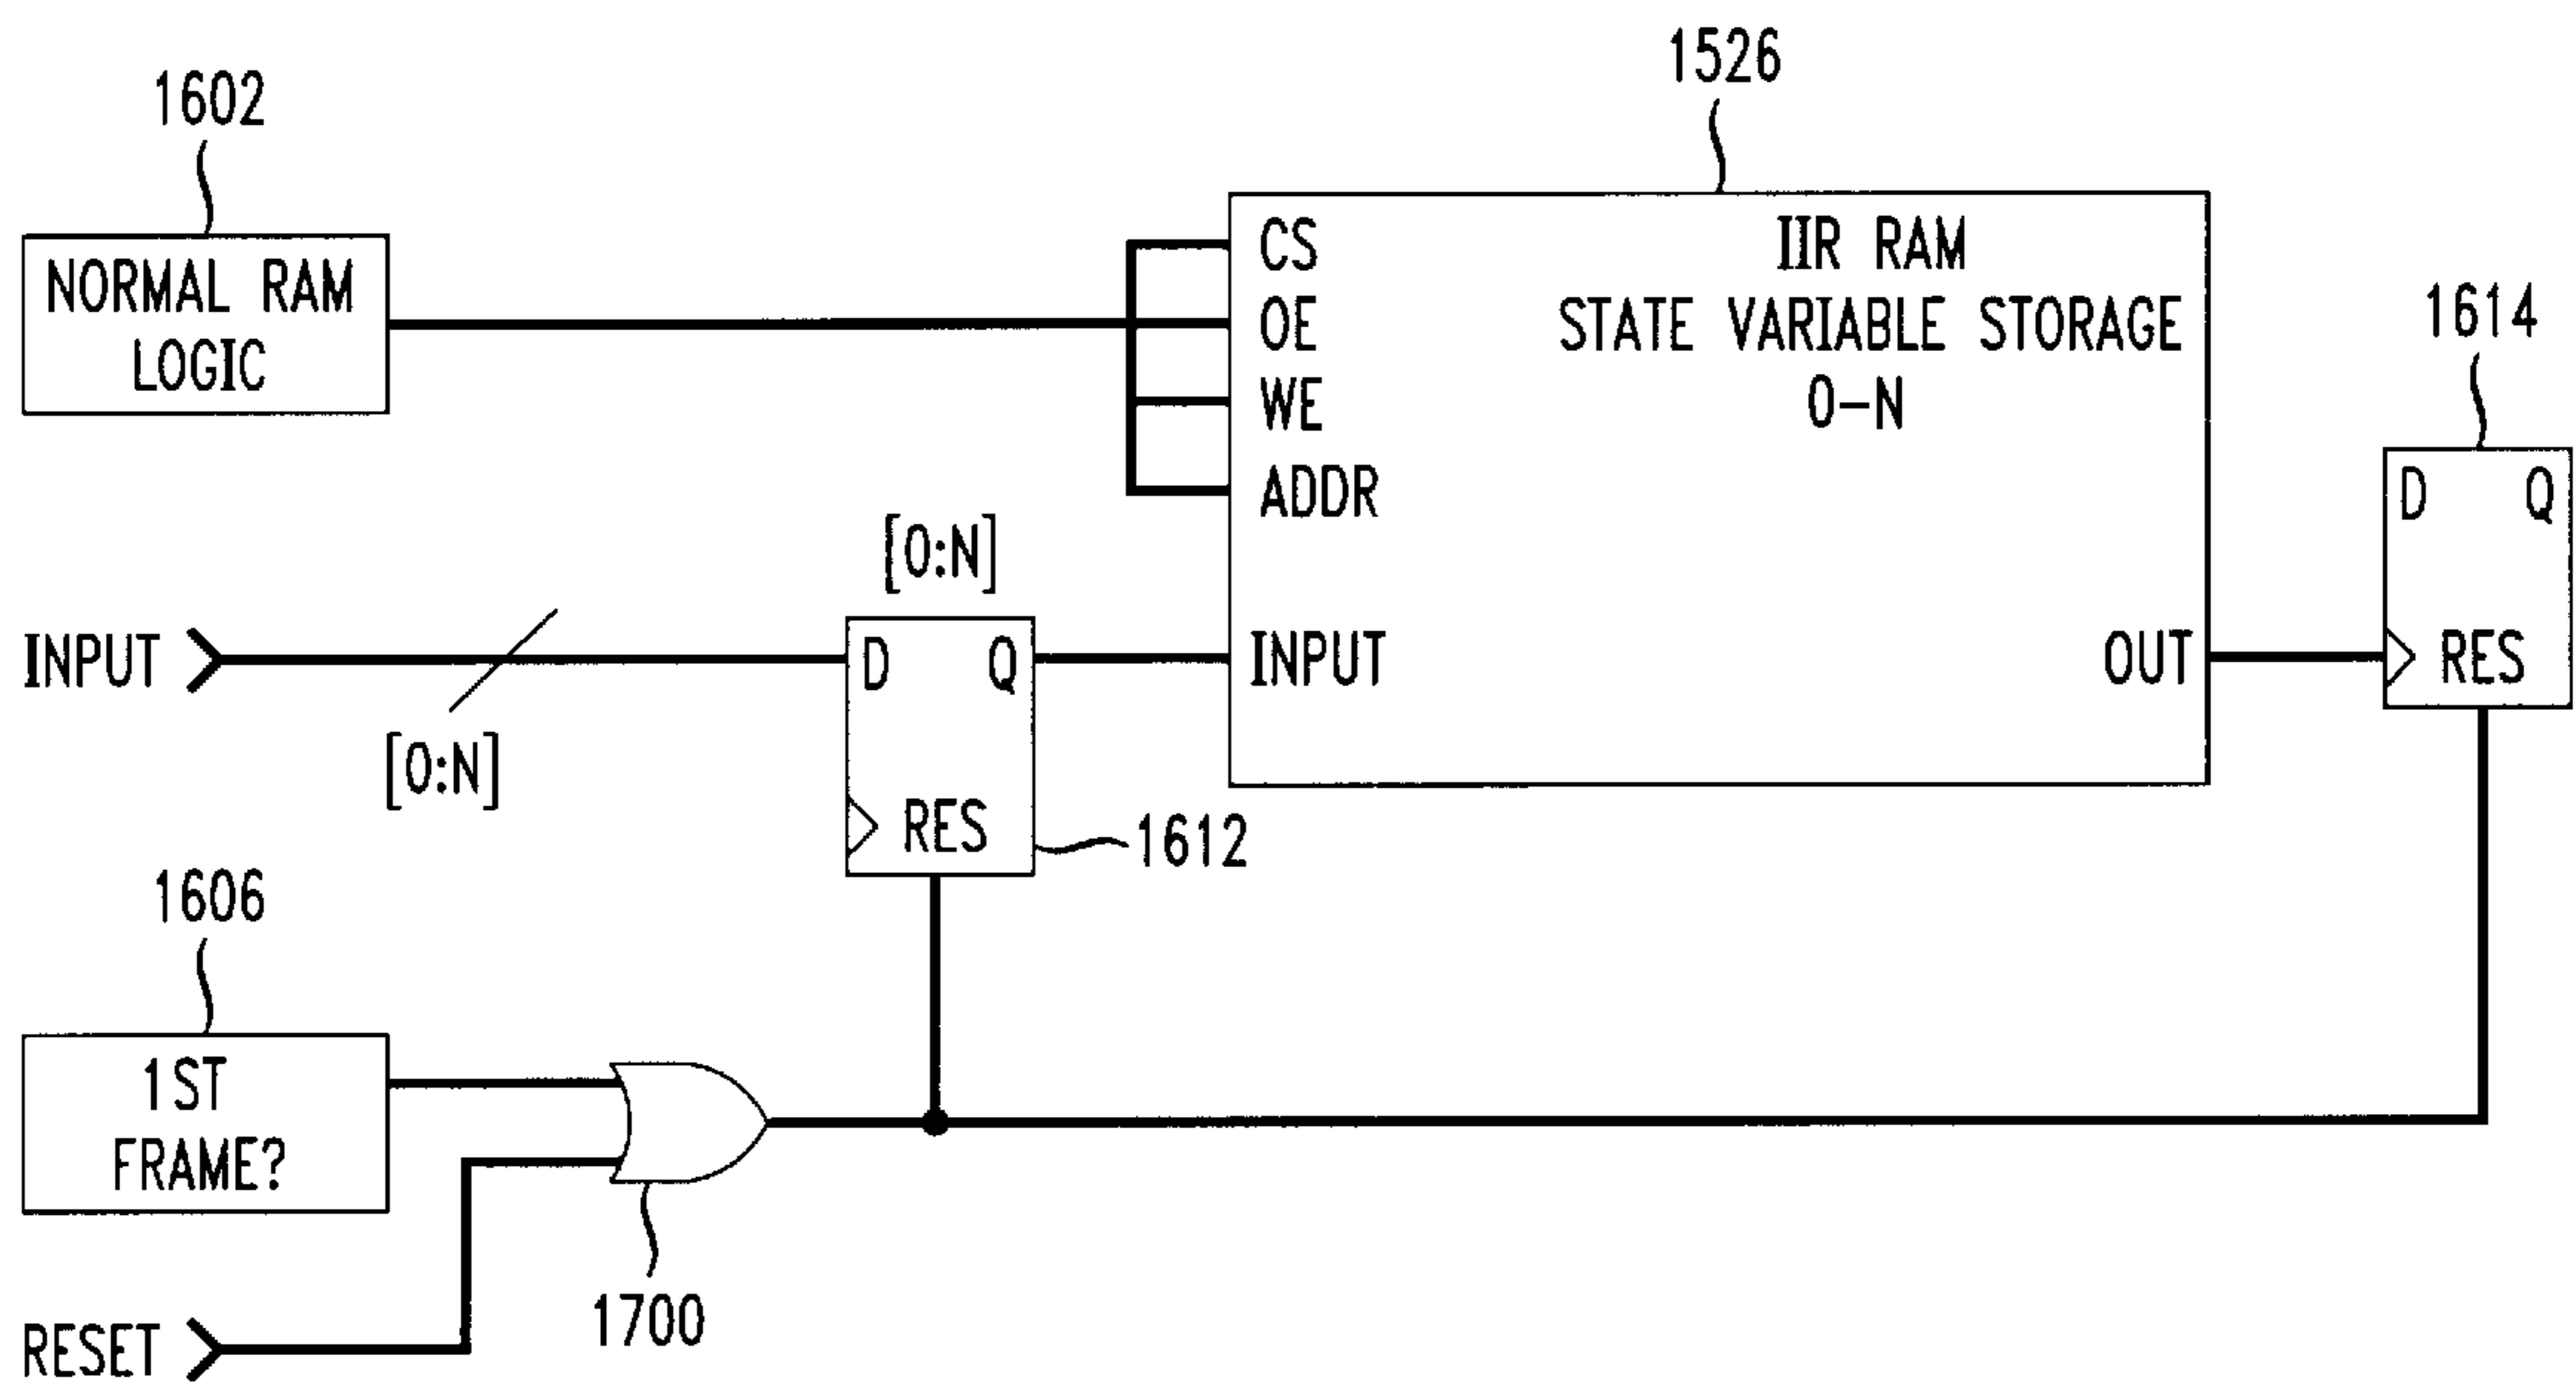 1526
1602
NORMAL RAM
LOGIC
CS
OE
WE
ADDR
IIR RAM
STATE VARIABLE STORAGE
0-N
1614
D Q
RES
[0:N]
INPUT
[0:N]
D Q
RES
INPUT
OUT
1612
1606
1ST
FRAME?
1700
RESET